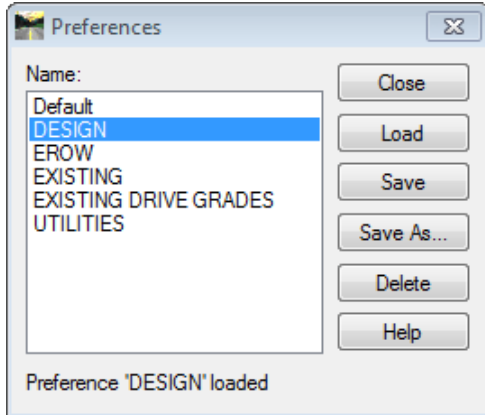 Preferences
Name:
Default
DESIGN
EROW
EXISTING
EXISTING DRIVE GRADES
UTILITIES
Close
Load
Save
Save As...
Delete
Help
Preference "DESIGN" loaded